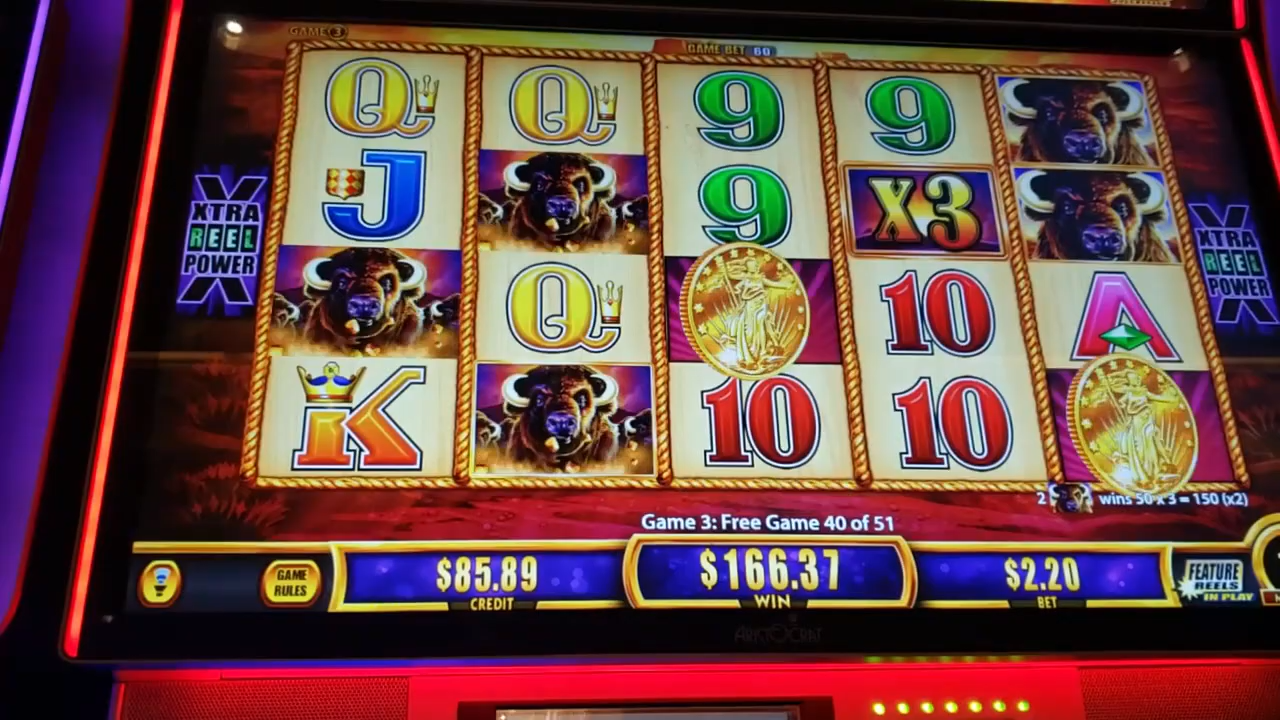 GAME 3
GAME BET 60
Q Q 9 9
J 9 X3
Q 10 A
K 10 10
XTRA
REEL
POWER
XTRA
REEL
POWER
2 wins 50 x 3 = 150 (x2)
Game 3: Free Game 40 of 51
GAME
RULES
$85.89
CREDIT
$166.37
WIN
$2.20
BET
FEATURE
REELS
IN PLAY
ARISTOCRAT